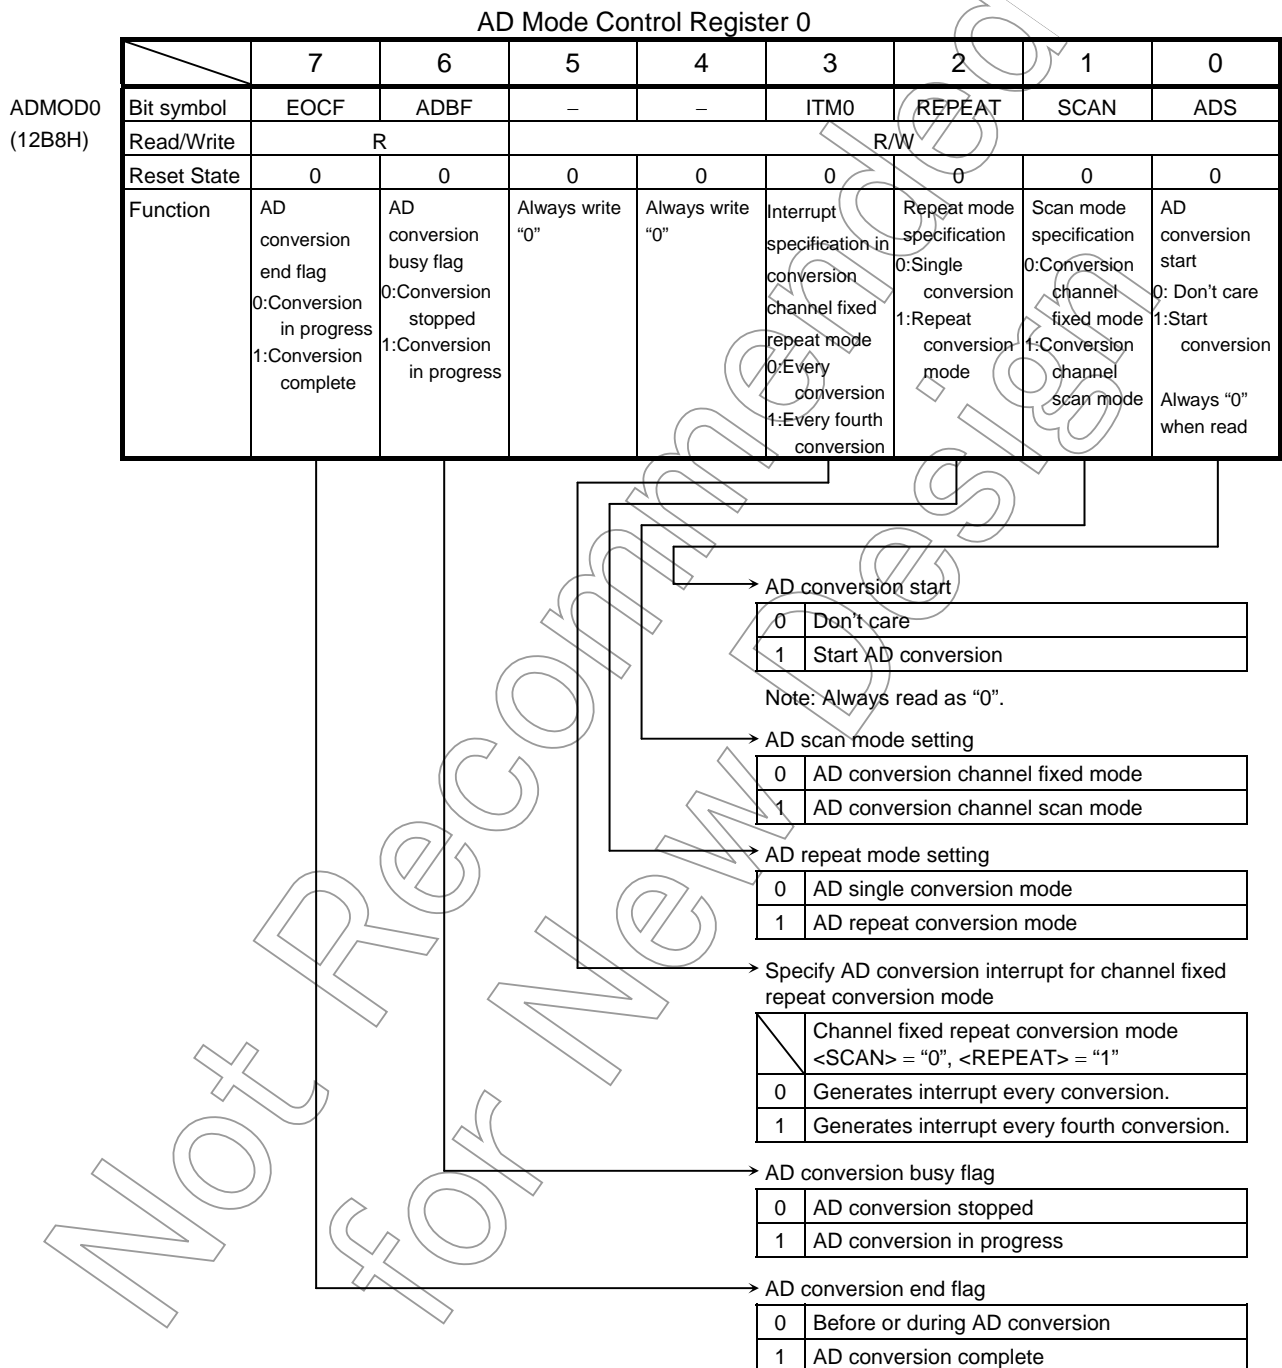 AD Mode Control Register 0
7 6 5 4 3 2 1 0
ADMOD0
(12B8H)
Bit symbol EOCF ADBF − − ITM0 REPEAT SCAN ADS
Read/Write R R/W
Reset State 0 0 0 0 0 0 0 0
Function
AD
conversion
end flag
0:Conversion
in progress
1:Conversion
complete
AD
conversion
busy flag
0:Conversion
stopped
1:Conversion
in progress
Always write
“0”
Always write
“0”
Interrupt
specification in
conversion
channel fixed
repeat mode
0:Every
conversion
1:Every fourth
conversion
Repeat mode
specification
0:Single
conversion
1:Repeat
conversion
mode
Scan mode
specification
0:Conversion
channel
fixed mode
1:Conversion
channel
scan mode
AD
conversion
start
0: Don’t care
1:Start
conversion
Always “0”
when read
AD conversion start
0 Don’t care
1 Start AD conversion
Note: Always read as “0”.
AD scan mode setting
0 AD conversion channel fixed mode
1 AD conversion channel scan mode
AD repeat mode setting
0 AD single conversion mode
1 AD repeat conversion mode
Specify AD conversion interrupt for channel fixed
repeat conversion mode
Channel fixed repeat conversion mode
<SCAN> = “0”, <REPEAT> = “1”
0 Generates interrupt every conversion.
1 Generates interrupt every fourth conversion.
AD conversion busy flag
0 AD conversion stopped
1 AD conversion in progress
AD conversion end flag
0 Before or during AD conversion
1 AD conversion complete
Not Recommended
for New Design